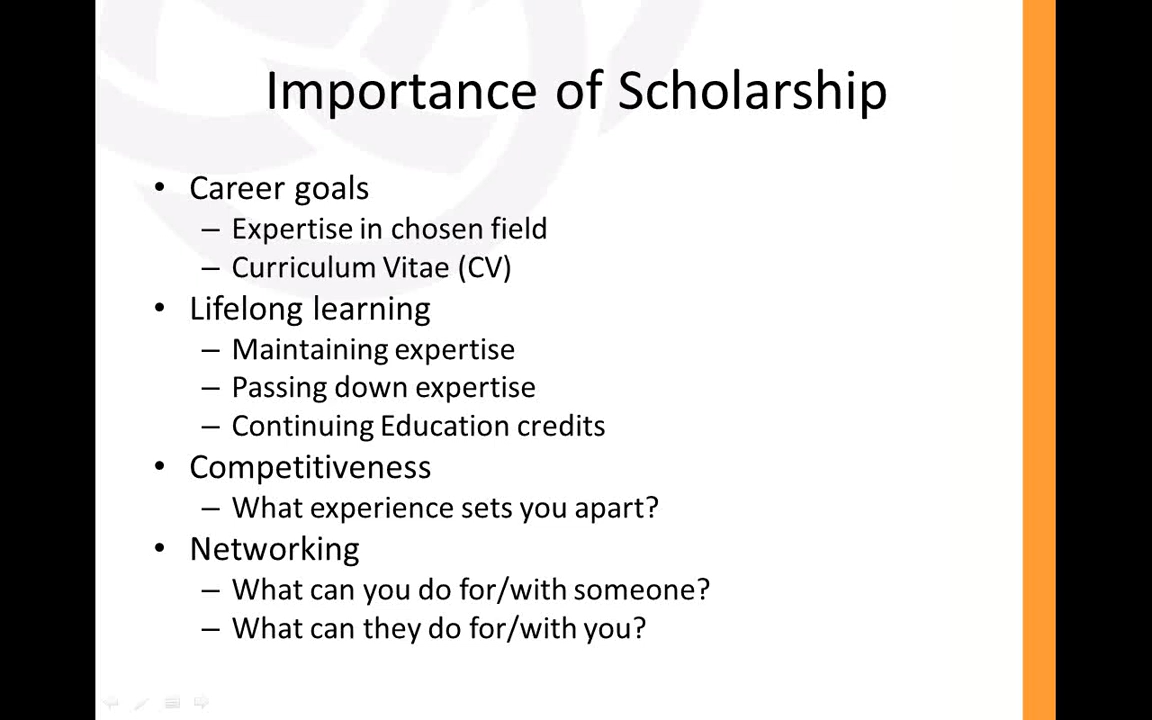 Importance of Scholarship
• Career goals
– Expertise in chosen field
– Curriculum Vitae (CV)
• Lifelong learning
– Maintaining expertise
– Passing down expertise
– Continuing Education credits
• Competitiveness
– What experience sets you apart?
• Networking
– What can you do for/with someone?
– What can they do for/with you?